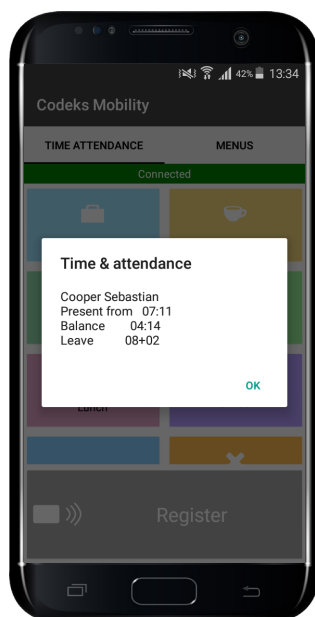 42% 13:34
Codeks Mobility
TIME ATTENDANCE MENUS
Connected
Time & attendance
Cooper Sebastian
Present from 07:11
Balance 04:14
Leave 08+02
OK
Lunch
Register